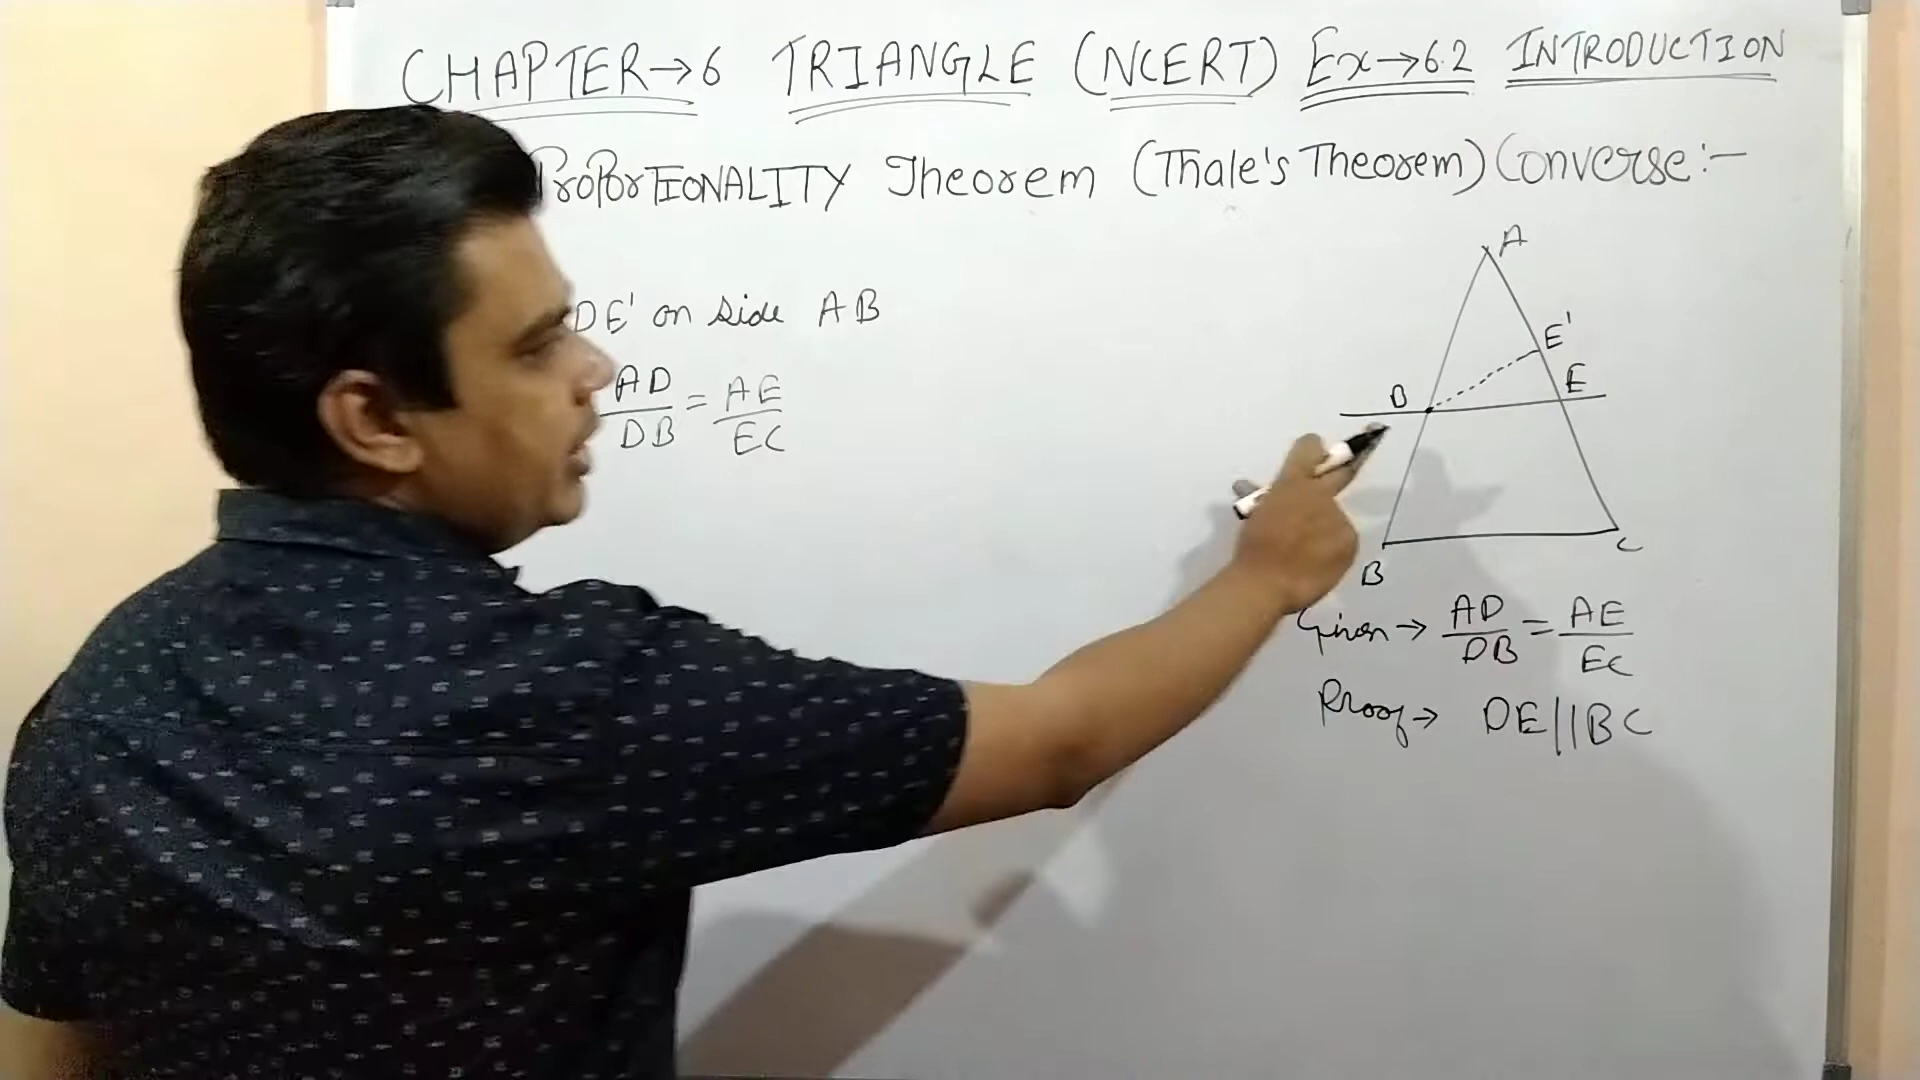 CHAPTER→6 TRIANGLE (NCERT) Ex→6.2 INTRODUCTION
PROPORTIONALITY Theorem (Thale's Theorem) Converse:-
A
DE' on side AB
E'
AD/DB = AE/EC
E
B
B
C
Given → AD/DB = AE/EC
Proof → DE||BC